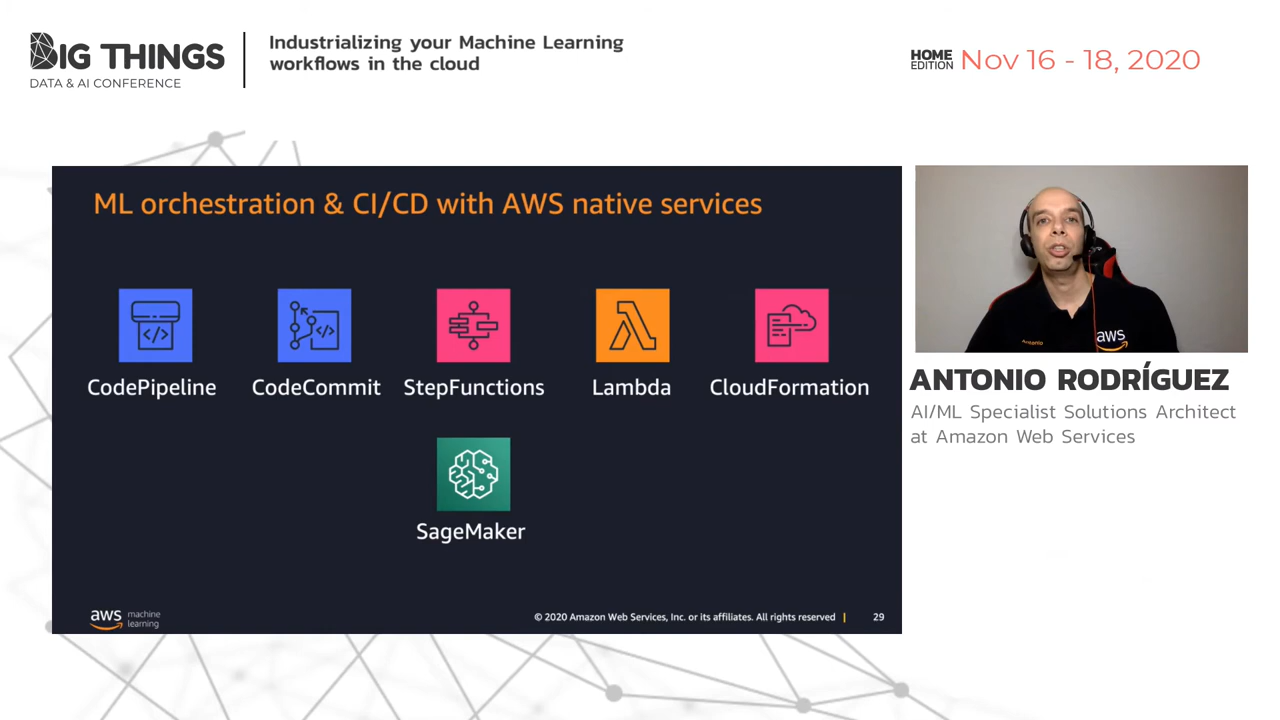 BIG THINGS
DATA & AI CONFERENCE
Industrializing your Machine Learning
workflows in the cloud
HOME
EDITION
Nov 16 - 18, 2020
ML orchestration & CI/CD with AWS native services
CodePipeline
CodeCommit
StepFunctions
Lambda
CloudFormation
SageMaker
aws
machine
learning
© 2020 Amazon Web Services, Inc. or its affiliates. All rights reserved |
29
Antonio
aws
ANTONIO RODRÍGUEZ
AI/ML Specialist Solutions Architect
at Amazon Web Services